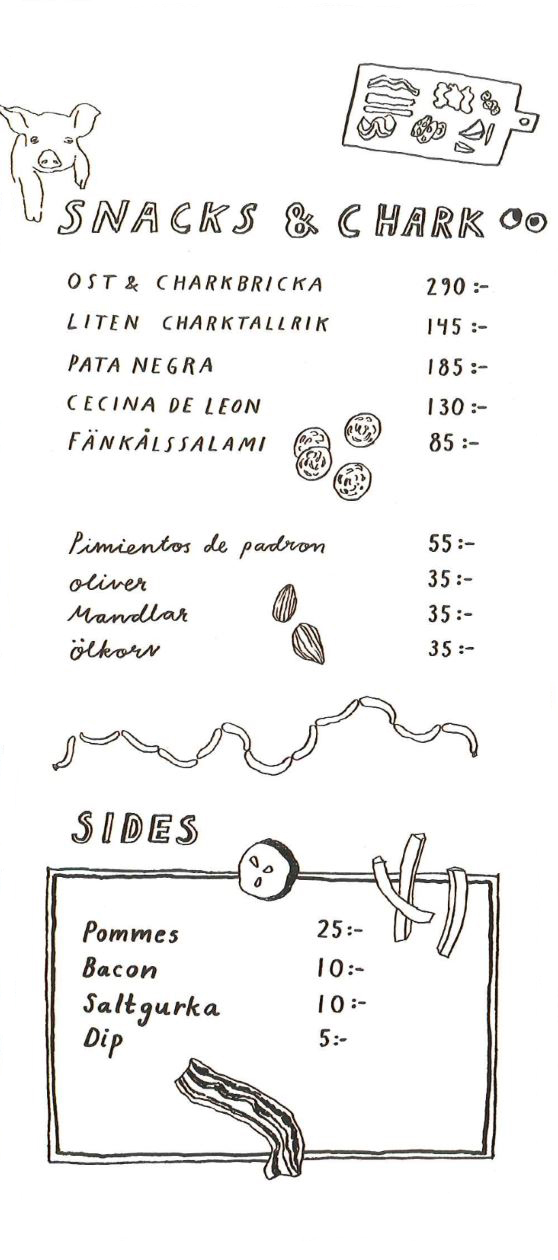 SNACKS & CHARK
OST & CHARKBRICKA 290:-
LITEN CHARKTALLRIK 145:-
PATA NEGRA 185:-
CECINA DE LEON 130:-
FÄNKÅLSSALAMI 85:-
Pimientos de padron 55:-
oliver 35:-
Mandlar 35:-
ölkorv 35:-
SIDES
Pommes 25:-
Bacon 10:-
Saltgurka 10:-
Dip 5:-